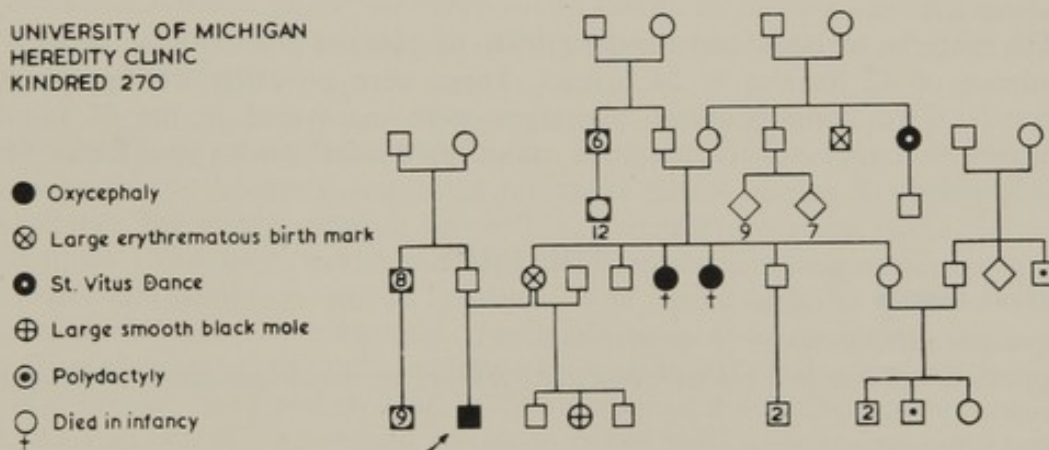 UNIVERSITY OF MICHIGAN
HEREDITY CLINIC
KINDRED 270
Oxycephaly
Large erythrematous birth mark
St. Vitus Dance
Large smooth black mole
Polydactyly
Died in infancy
6
12
9 7
8
9
2
2